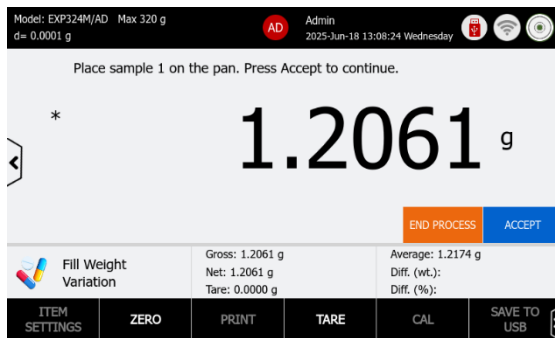 Model: EXP324M/AD Max 320 g
d= 0.0001 g
AD
Admin
2025-Jun-18 13:08:24 Wednesday
Place sample 1 on the pan. Press Accept to continue.
*
1.2061 g
END PROCESS
ACCEPT
Fill Weight
Variation
Gross: 1.2061 g
Net: 1.2061 g
Tare: 0.0000 g
Average: 1.2174 g
Diff. (wt.):
Diff. (%):
ITEM
SETTINGS
ZERO
PRINT
TARE
CAL
SAVE TO
USB